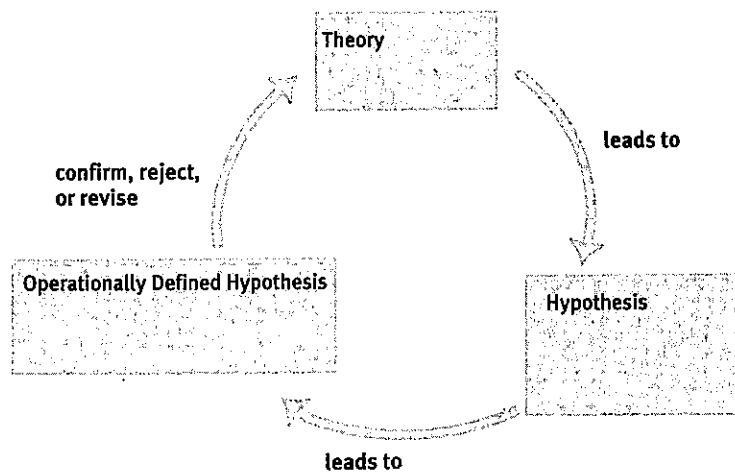 Theory
leads to
confirm, reject,
or revise
Operationally Defined Hypothesis
Hypothesis
leads to